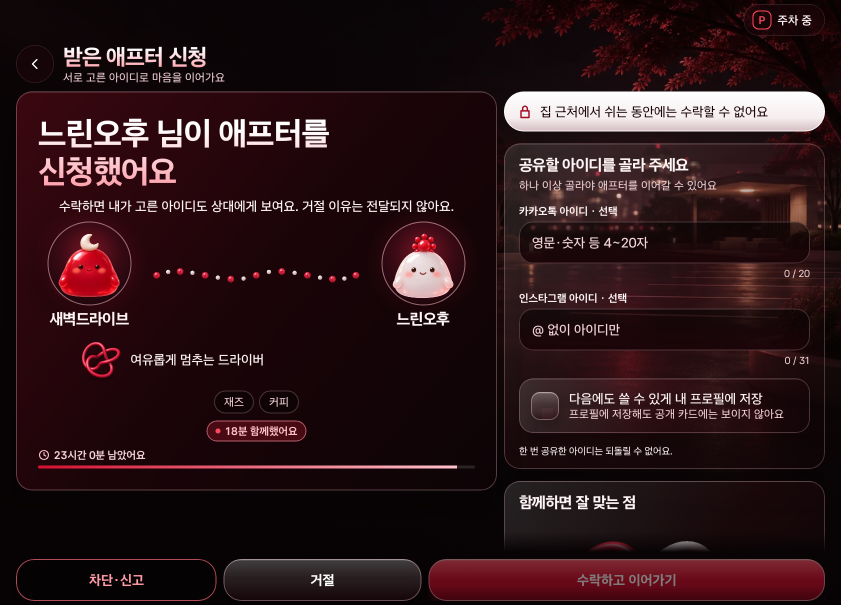 P 주차 중
받은 애프터 신청
서로 고른 아이디로 마음을 이어가요
느린오후 님이 애프터를
신청했어요
수락하면 내가 고른 아이디도 상대에게 보여요. 거절 이유는 전달되지 않아요.
새벽드라이브
느린오후
여유롭게 멈추는 드라이버
재즈
커피
18분 함께했어요
23시간 0분 남았어요
집 근처에서 쉬는 동안에는 수락할 수 없어요
공유할 아이디를 골라 주세요
하나 이상 골라야 애프터를 이어갈 수 있어요
카카오톡 아이디 · 선택
영문·숫자 등 4~20자
0 / 20
인스타그램 아이디 · 선택
@ 없이 아이디만
0 / 31
다음에도 쓸 수 있게 내 프로필에 저장
프로필에 저장해도 공개 카드에는 보이지 않아요
한 번 공유한 아이디는 되돌릴 수 없어요.
함께하면 잘 맞는 점
차단·신고
거절
수락하고 이어가기